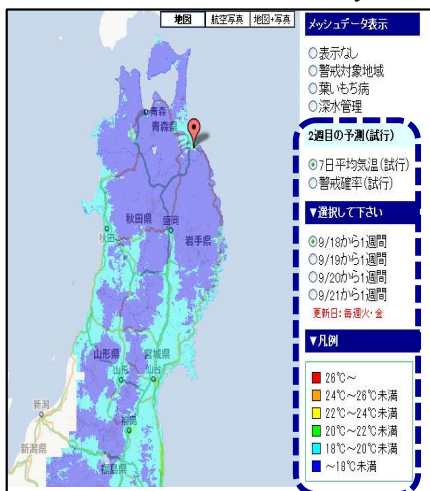 地図 航空写真 地図+写真
メッシュデータ表示
表示なし
警戒対象地域
葉いもち病
深水管理
2週目の予測(試行)
7日平均気温(試行)
警戒確率(試行)
▼選択して下さい
9/18から1週間
9/19から1週間
9/20から1週間
9/21から1週間
更新日:毎週火・金
▼凡例
26℃～
24℃～26℃未満
22℃～24℃未満
20℃～22℃未満
18℃～20℃未満
～18℃未満
青森
青森県
秋田県
盛岡
秋田
岩手県
山形県
宮城県
山形
仙台
新潟
福島
新潟県
福島県